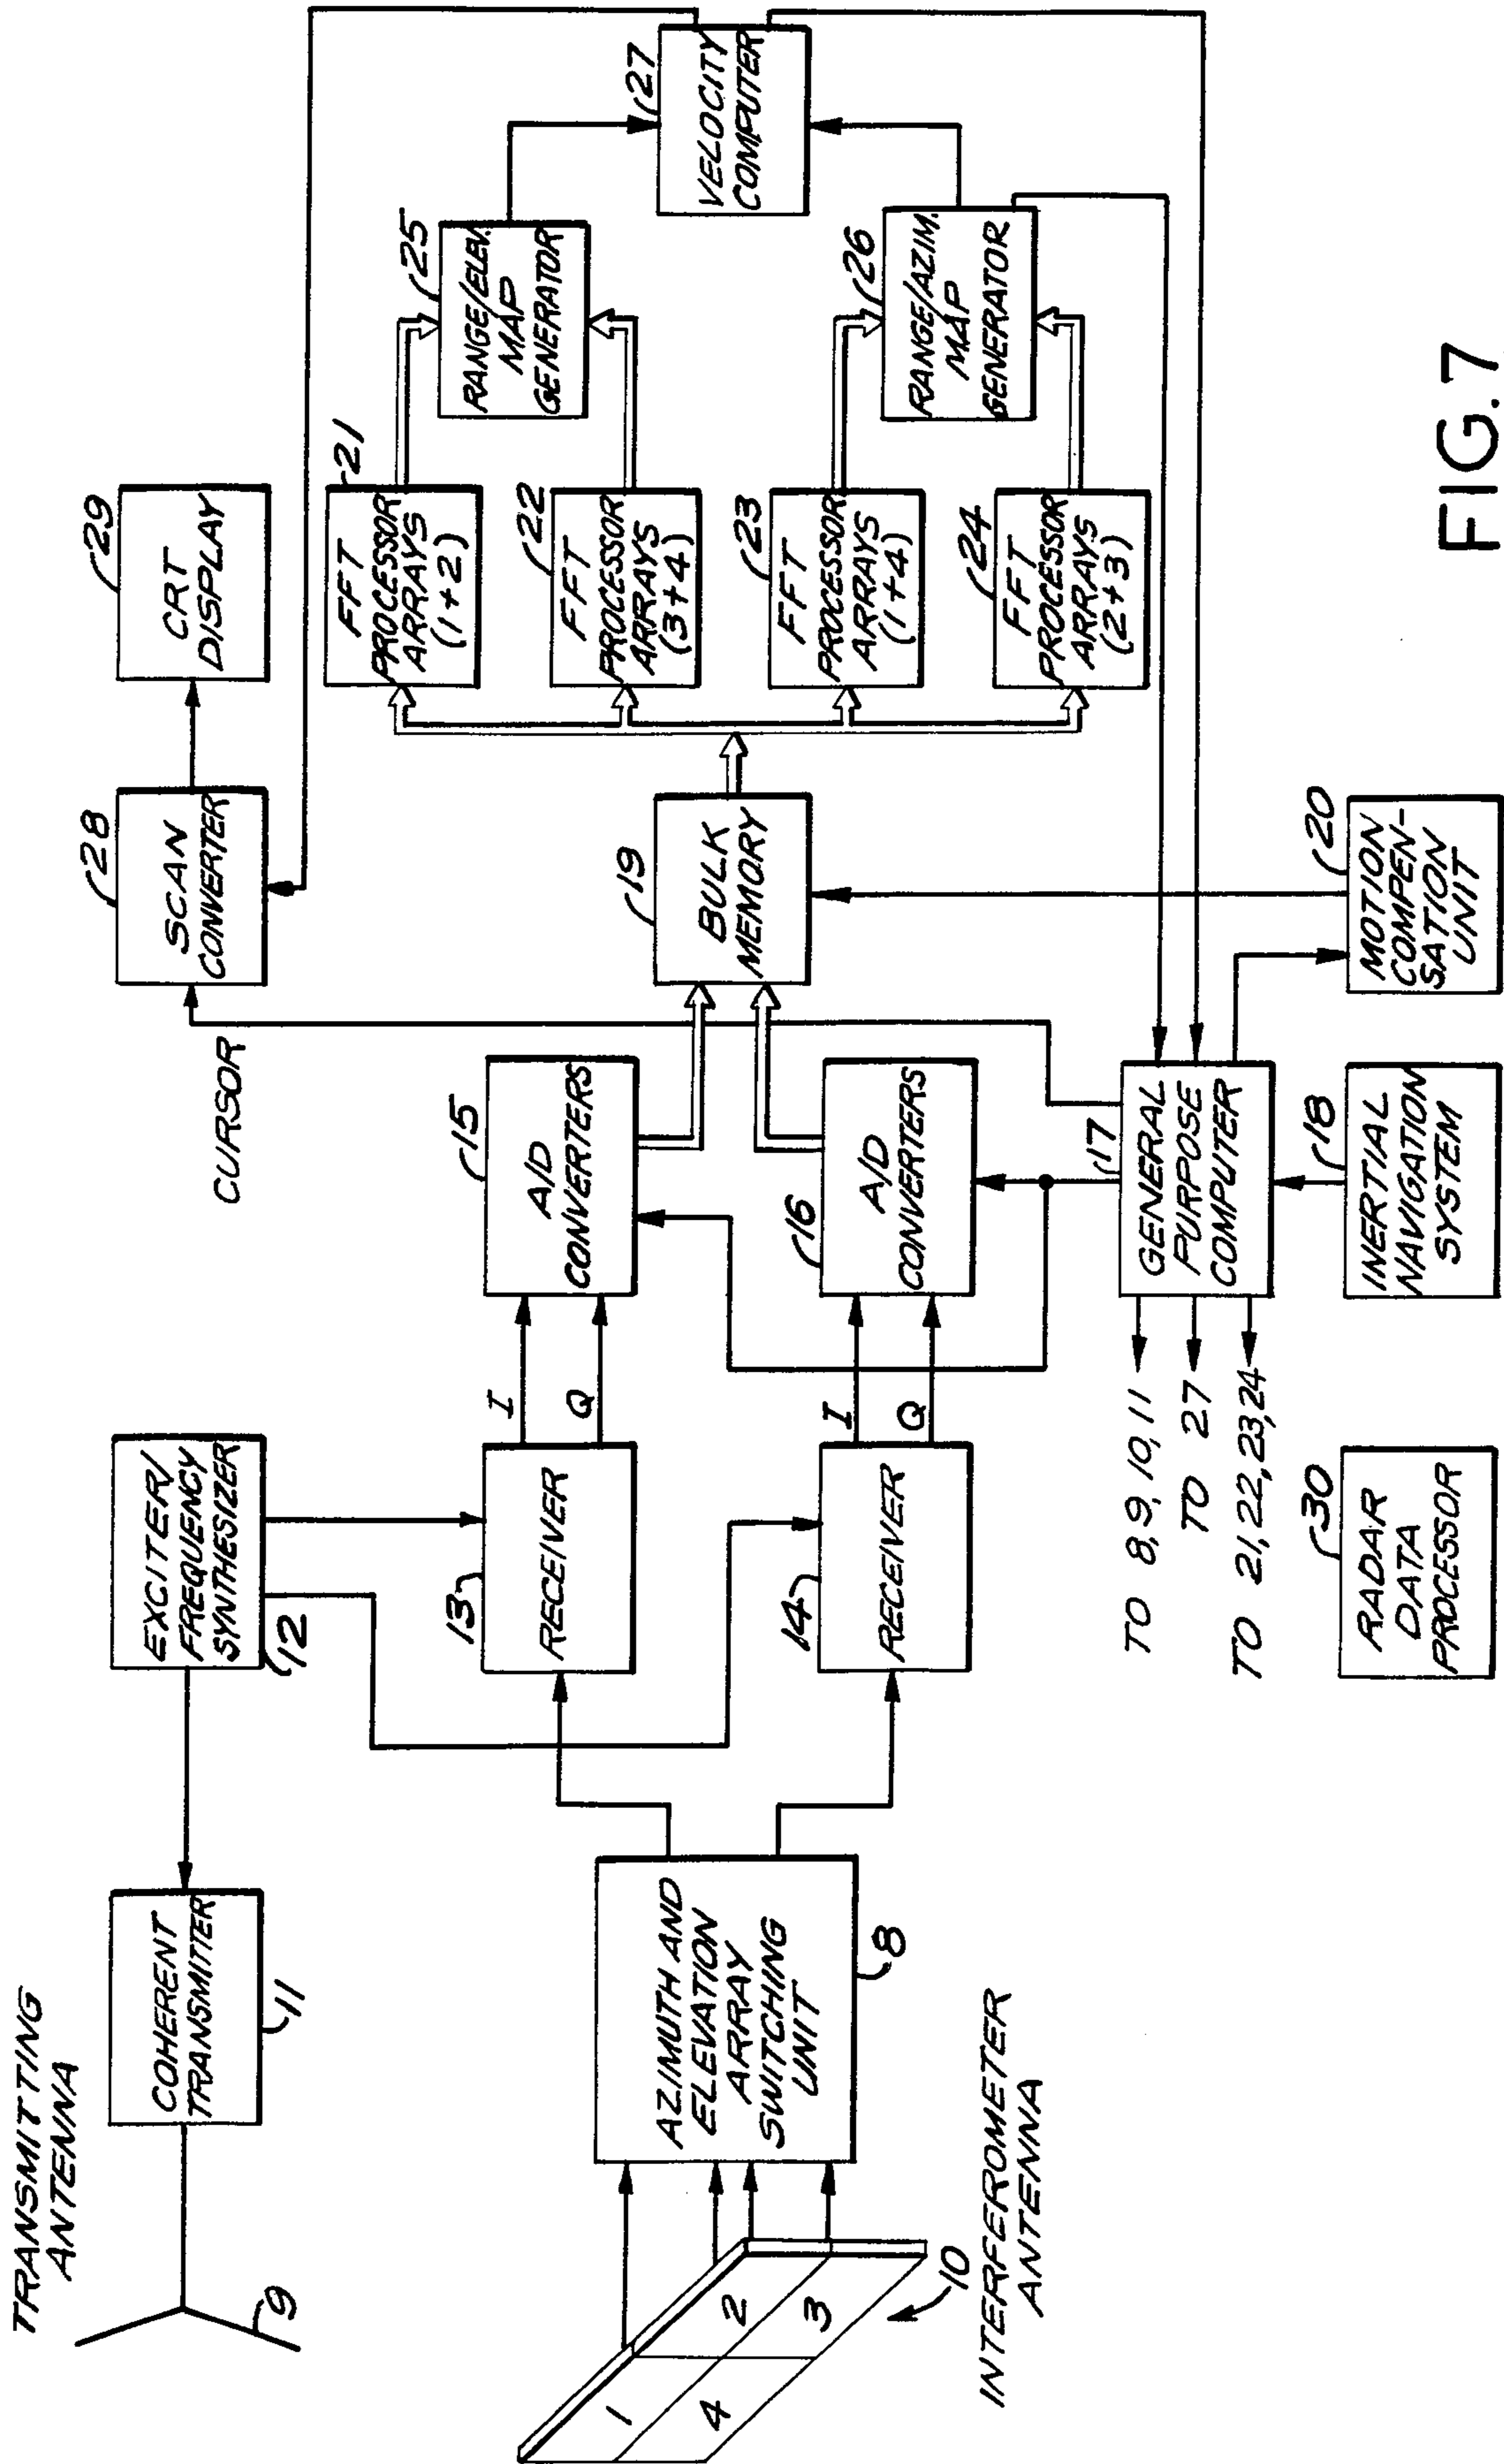 TRANSMITTING
ANTENNA
9
COHERENT
TRANSMITTER
11
EXCITER/
FREQUENCY
SYNTHESIZER
12
CURSOR
28
SCAN
CONVERTER
29
CRT
DISPLAY
1
2
3
4
10
INTERFEROMETER
ANTENNA
AZIMUTH AND
ELEVATION
ARRAY
SWITCHING
UNIT
8
13
RECEIVER
I
Q
15
A/D
CONVERTERS
14
RECEIVER
I
Q
16
A/D
CONVERTERS
19
BULK
MEMORY
21
FFT
PROCESSOR
ARRAYS
(1+2)
22
FFT
PROCESSOR
ARRAYS
(3+4)
23
FFT
PROCESSOR
ARRAYS
(1+4)
24
FFT
PROCESSOR
ARRAYS
(2+3)
25
RANGE/ELEV.
MAP
GENERATOR
26
RANGE/AZIM.
MAP
GENERATOR
27
VELOCITY
COMPUTER
17
GENERAL
PURPOSE
COMPUTER
TO 8,9,10,11
TO 27
TO 21,22,23,24
30
RADAR
DATA
PROCESSOR
18
INERTIAL
NAVIGATION
SYSTEM
20
MOTION
COMPEN-
SATION
UNIT
FIG.7